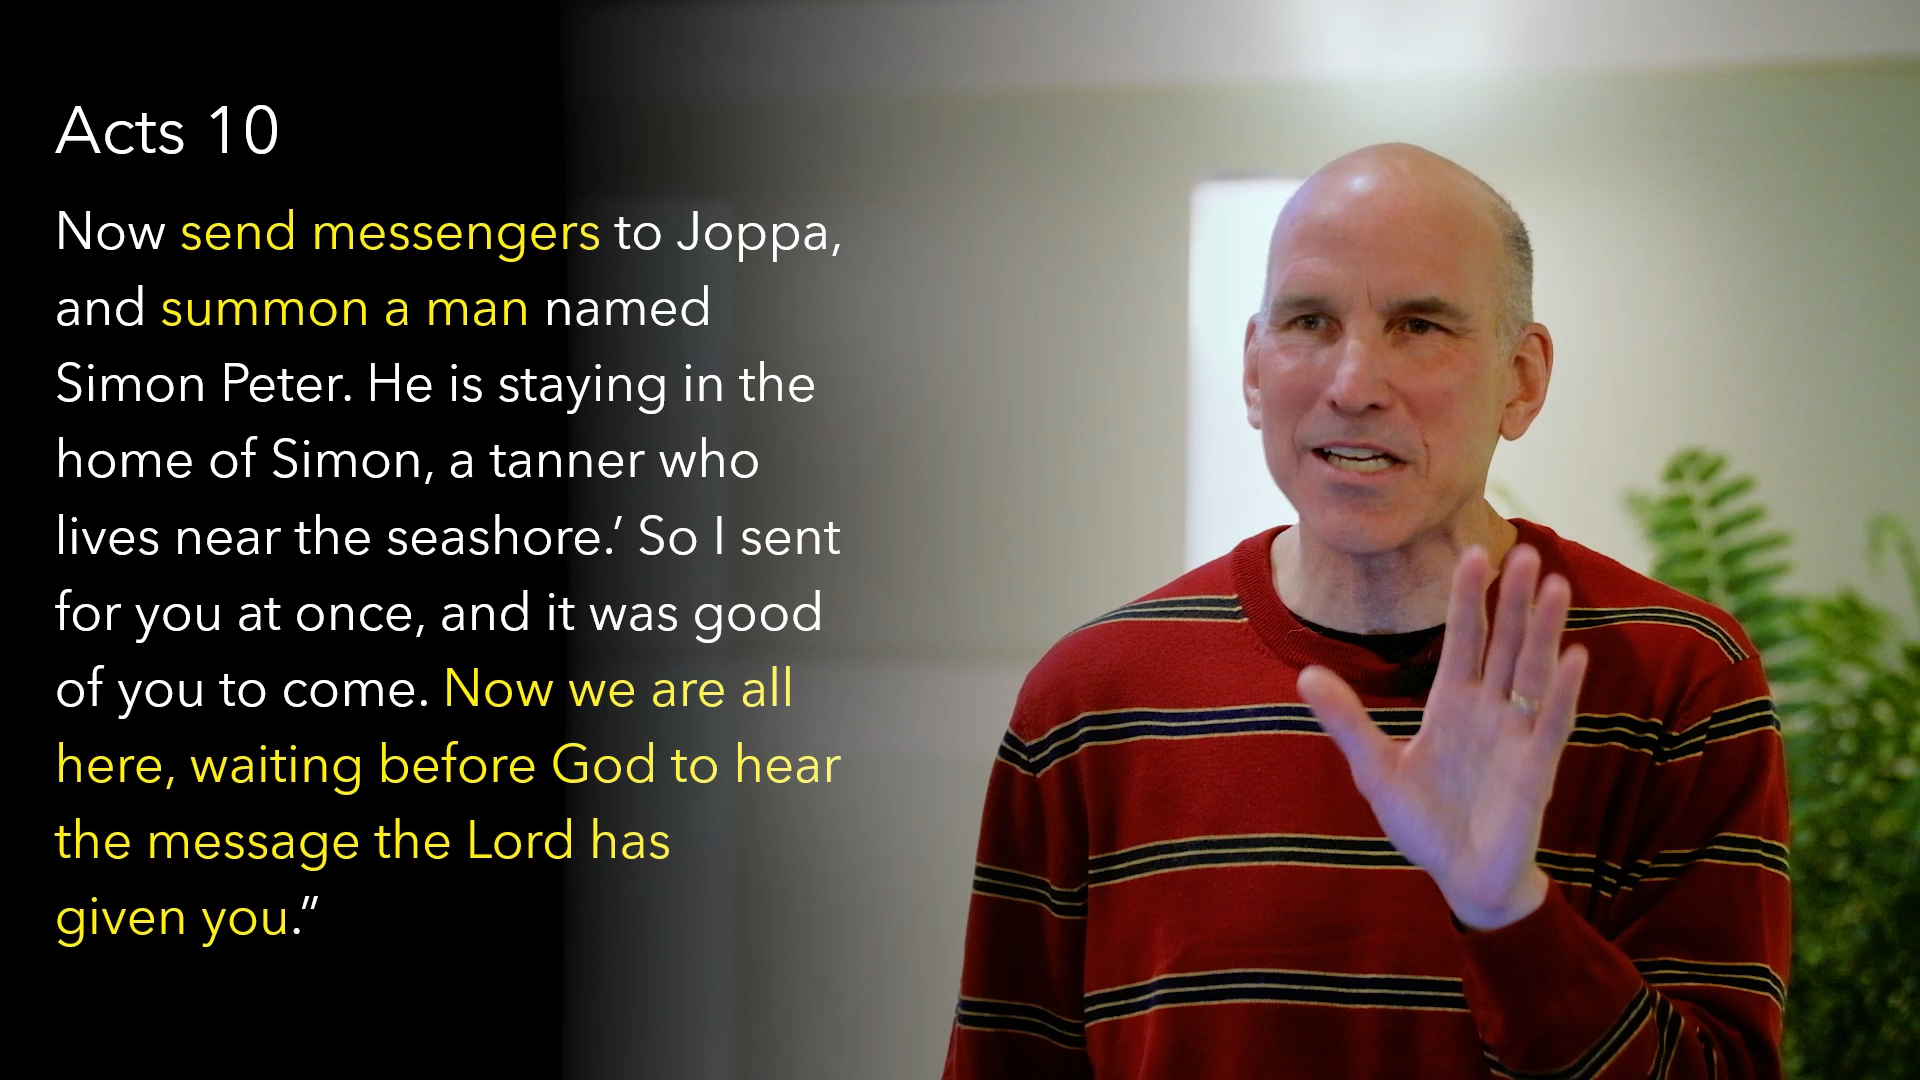 Acts 10
Now send messengers to Joppa,
and summon a man named
Simon Peter. He is staying in the
home of Simon, a tanner who
lives near the seashore.’ So I sent
for you at once, and it was good
of you to come. Now we are all
here, waiting before God to hear
the message the Lord has
given you.”